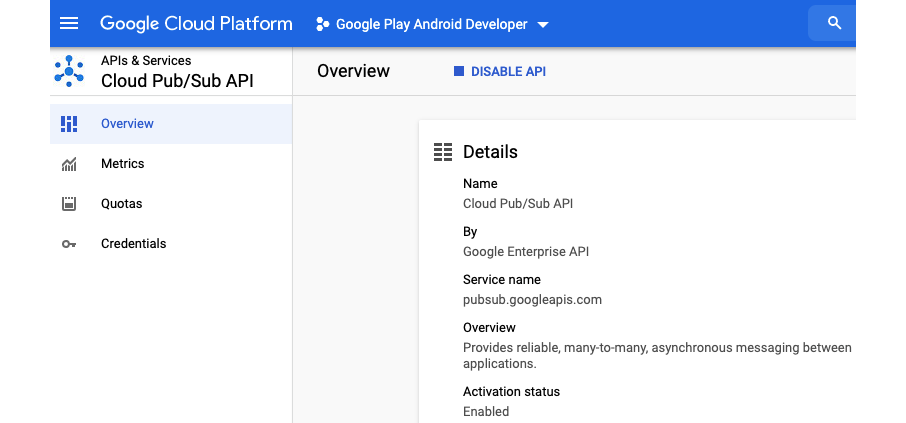 Google Cloud Platform
Google Play Android Developer
APIs & Services
Cloud Pub/Sub API
Overview
DISABLE API
Overview
Metrics
Quotas
Credentials
Details
Name
Cloud Pub/Sub API
By
Google Enterprise API
Service name
pubsub.googleapis.com
Overview
Provides reliable, many-to-many, asynchronous messaging between
applications.
Activation status
Enabled